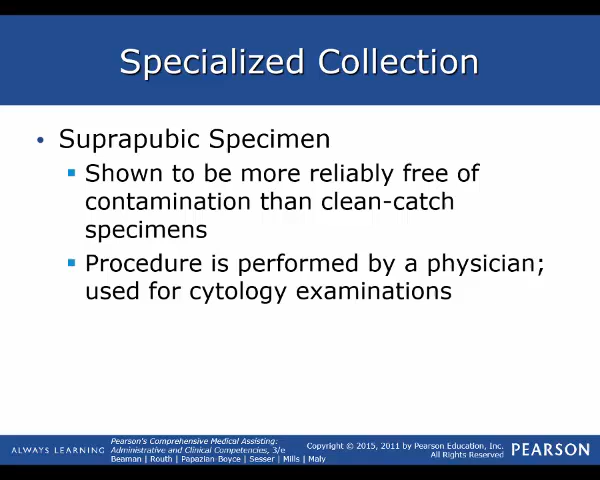 Specialized Collection
• Suprapubic Specimen
▪ Shown to be more reliably free of
contamination than clean-catch
specimens
▪ Procedure is performed by a physician;
used for cytology examinations
ALWAYS LEARNING
Pearson's Comprehensive Medical Assisting:
Administrative and Clinical Competencies, 3/e
Beaman | Routh | Papazian-Boyce | Sesser | Mills | Maly
Copyright © 2015, 2011 by Pearson Education, Inc.
All Rights Reserved
PEARSON